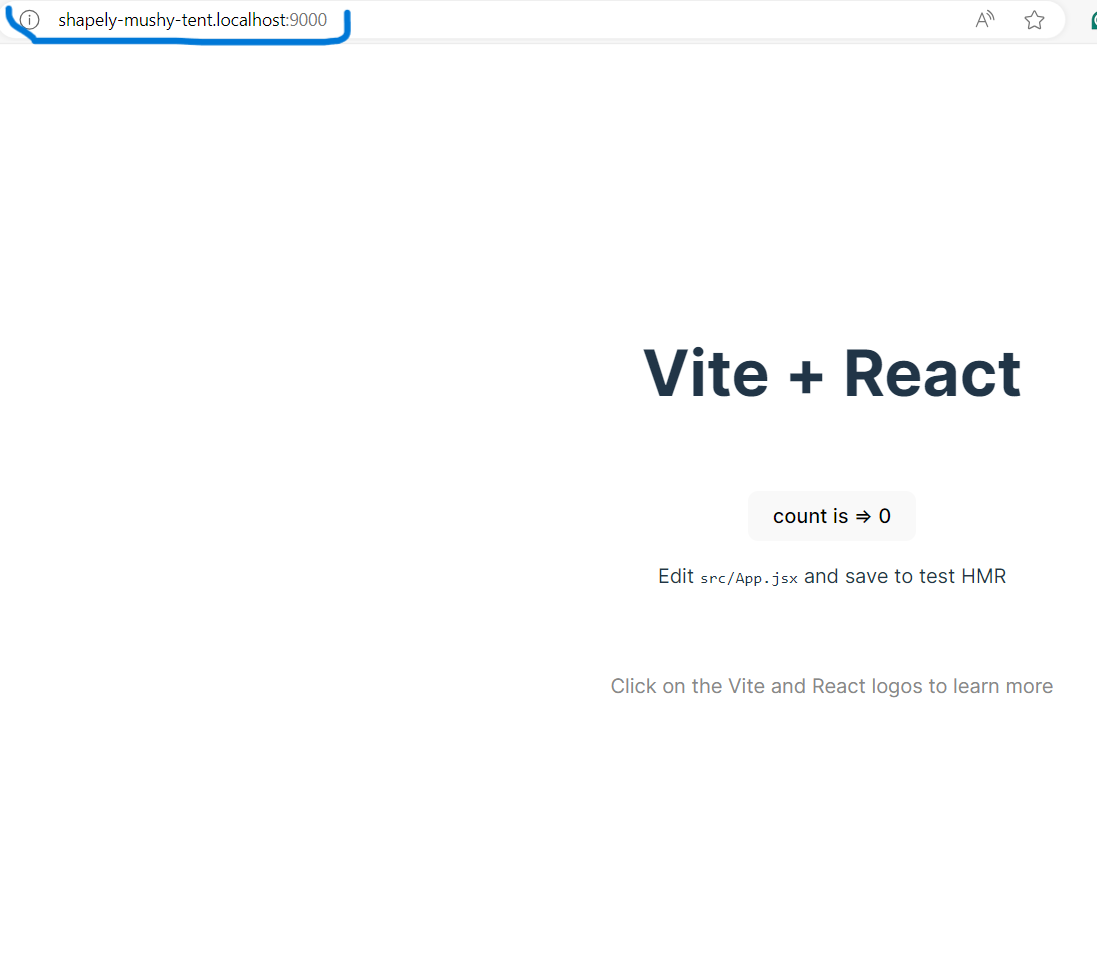 shapely-mushy-tent.localhost:9000
Vite + React
count is => 0
Edit src/App.jsx and save to test HMR
Click on the Vite and React logos to learn more